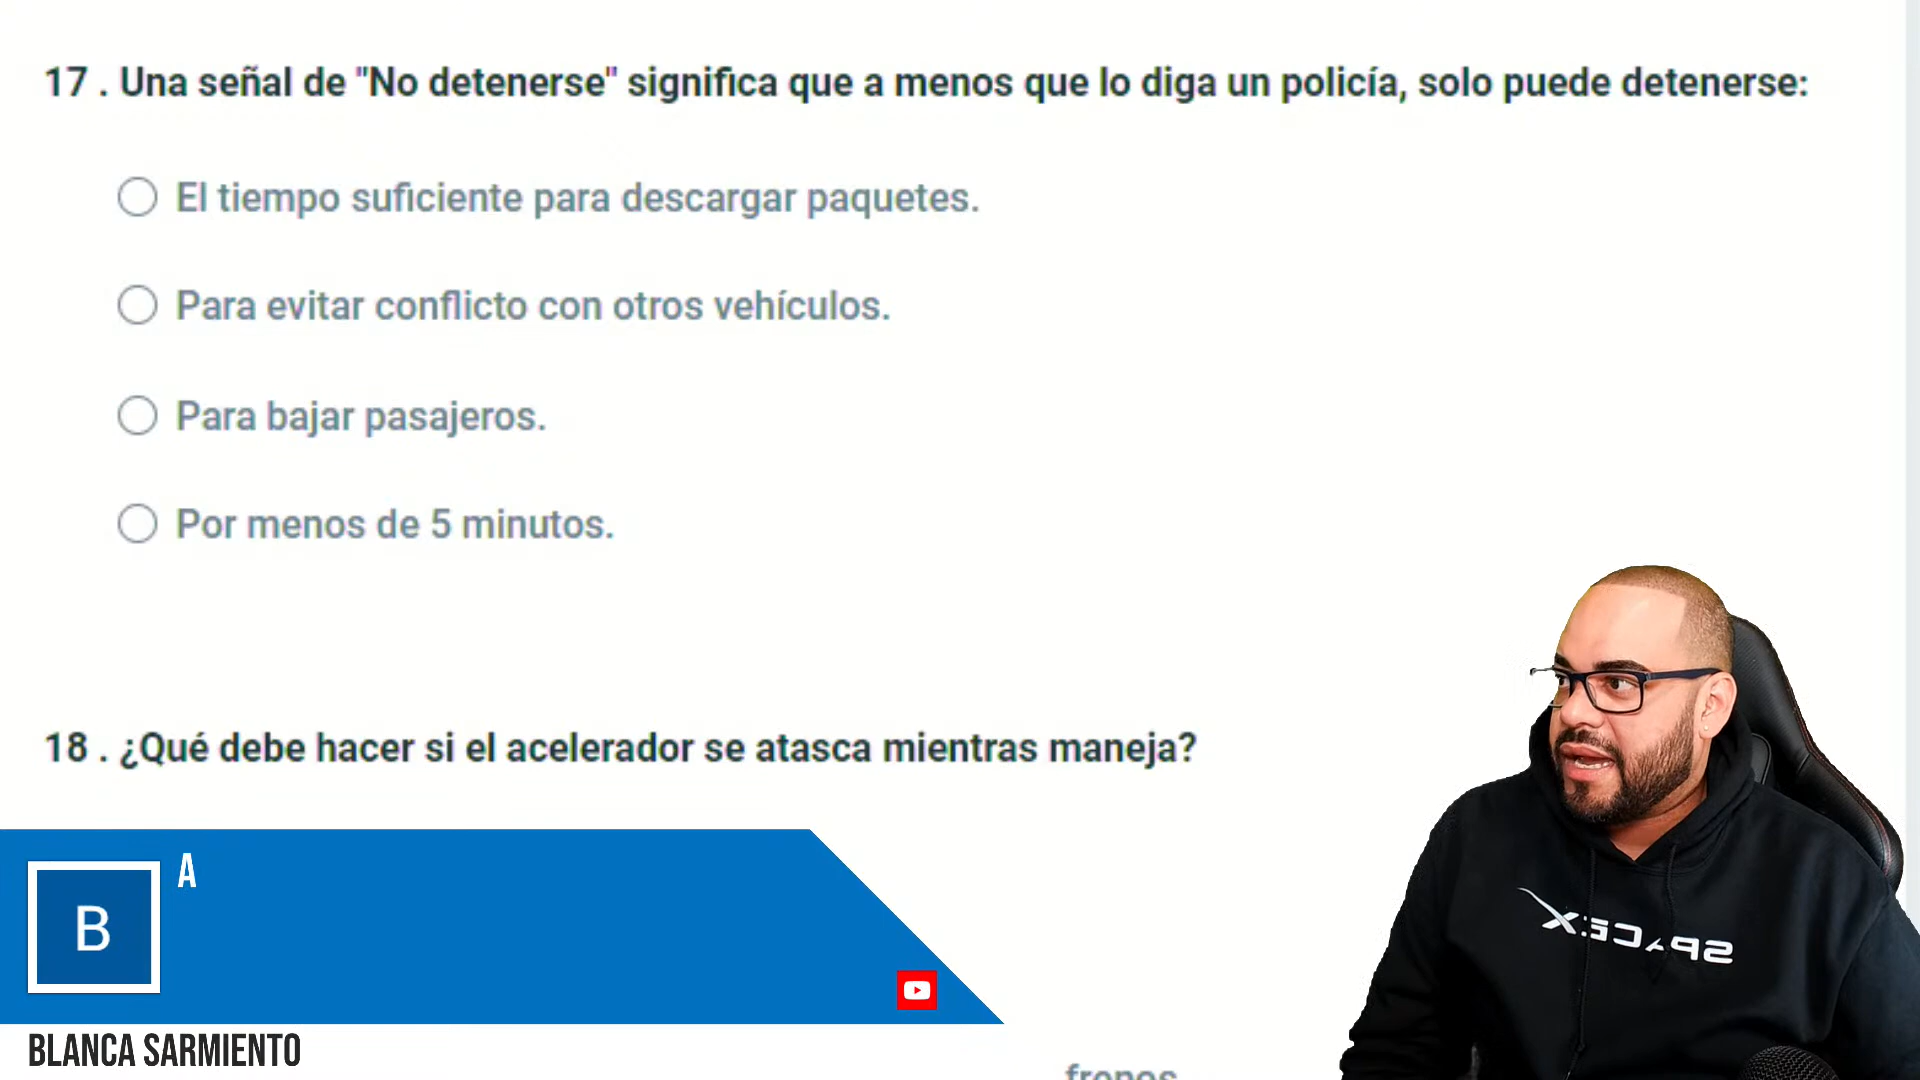 17 . Una señal de "No detenerse" significa que a menos que lo diga un policía, solo puede detenerse:
El tiempo suficiente para descargar paquetes.
Para evitar conflicto con otros vehículos.
Para bajar pasajeros.
Por menos de 5 minutos.
18 . ¿Qué debe hacer si el acelerador se atasca mientras maneja?
A
B
SPACEX
BLANCA SARMIENTO
frenos